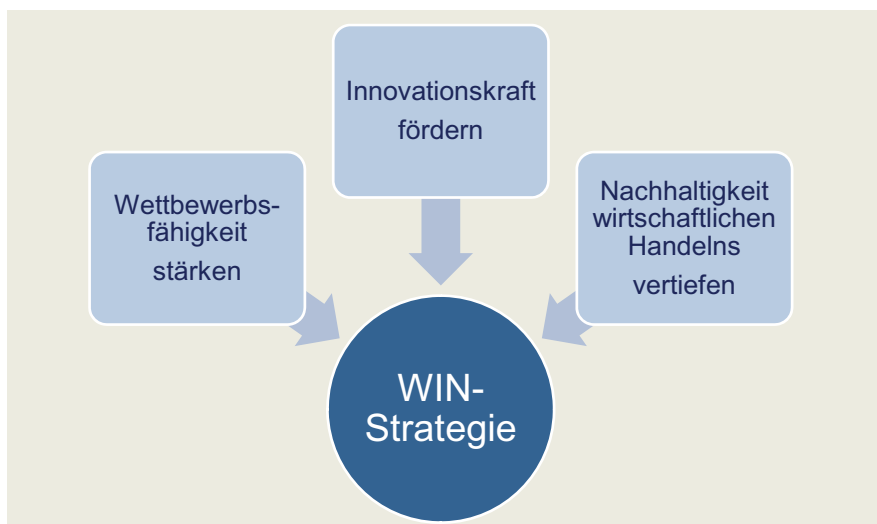 Innovationskraft
fördern
Wettbewerbs-
fähigkeit
stärken
Nachhaltigkeit
wirtschaftlichen
Handelns
vertiefen
WIN-
Strategie